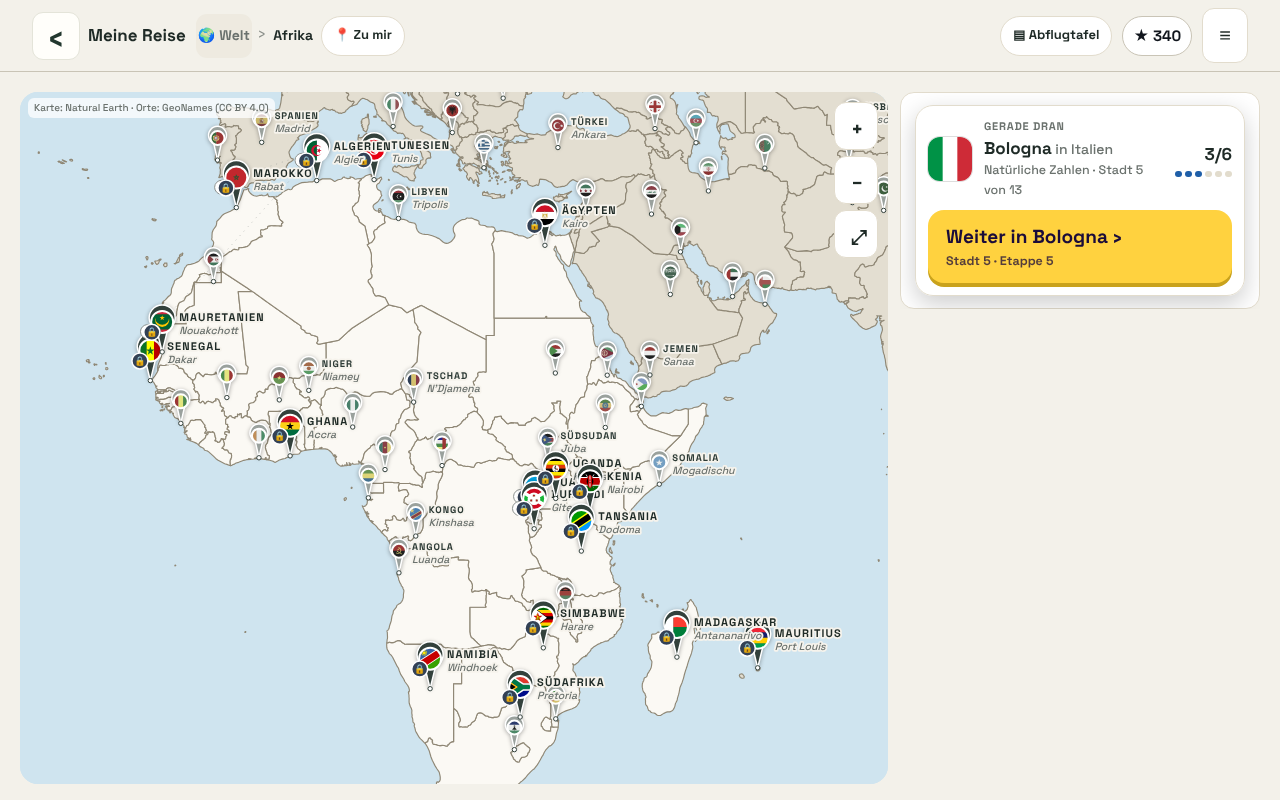 < Meine Reise 🌍 Welt > Afrika 📍 Zu mir
▤ Abflugtafel ★ 340 ≡
Karte: Natural Earth · Orte: GeoNames (CC BY 4.0)
SPANIEN
Madrid
TÜRKEI
Ankara
ALGERIEN
Algier
TUNESIEN
Tunis
MAROKKO
Rabat
LIBYEN
Tripolis
ÄGYPTEN
Kairo
MAURETANIEN
Nouakchott
SENEGAL
Dakar
NIGER
Niamey
TSCHAD
N'Djamena
JEMEN
Sanaa
GHANA
Accra
SÜDSUDAN
Juba
UGANDA
KENIA
Nairobi
SOMALIA
Mogadischu
KONGO
Kinshasa
TANSANIA
Dodoma
ANGOLA
Luanda
SIMBABWE
Harare
MADAGASKAR
Antananarivo
MAURITIUS
Port Louis
NAMIBIA
Windhoek
SÜDAFRIKA
Pretoria
+
−
GERADE DRAN
Bologna in Italien
Natürliche Zahlen · Stadt 5
von 13
3/6
Weiter in Bologna >
Stadt 5 · Etappe 5